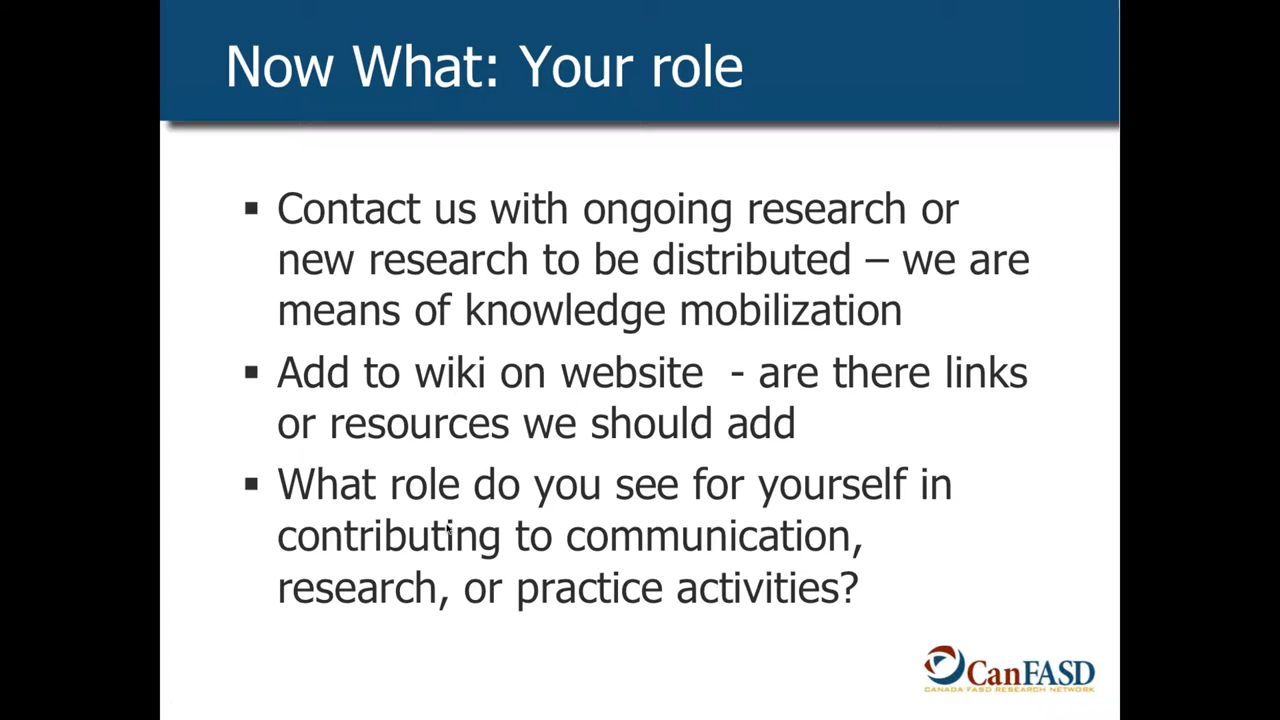 Now What: Your role
▪ Contact us with ongoing research or
new research to be distributed – we are
means of knowledge mobilization
▪ Add to wiki on website  - are there links
or resources we should add
▪ What role do you see for yourself in
contributing to communication,
research, or practice activities?
CanFASD
CANADA FASD RESEARCH NETWORK